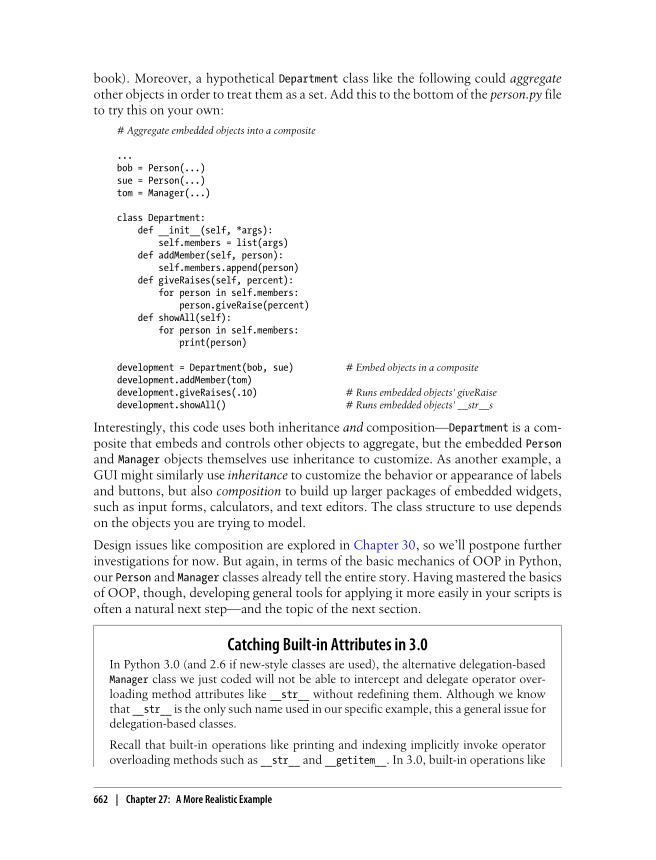 book). Moreover, a hypothetical Department class like the following could aggregate
other objects in order to treat them as a set. Add this to the bottom of the person.py file
to try this on your own:
# Aggregate embedded objects into a composite
...
bob = Person(...)
sue = Person(...)
tom = Manager(...)
class Department:
    def __init__(self, *args):
        self.members = list(args)
    def addMember(self, person):
        self.members.append(person)
    def giveRaises(self, percent):
        for person in self.members:
            person.giveRaise(percent)
    def showAll(self):
        for person in self.members:
            print(person)
development = Department(bob, sue) # Embed objects in a composite
development.addMember(tom)
development.giveRaises(.10) # Runs embedded objects' giveRaise
development.showAll() # Runs embedded objects' __str__s
Interestingly, this code uses both inheritance and composition—Department is a com-
posite that embeds and controls other objects to aggregate, but the embedded Person
and Manager objects themselves use inheritance to customize. As another example, a
GUI might similarly use inheritance to customize the behavior or appearance of labels
and buttons, but also composition to build up larger packages of embedded widgets,
such as input forms, calculators, and text editors. The class structure to use depends
on the objects you are trying to model.
Design issues like composition are explored in Chapter 30, so we'll postpone further
investigations for now. But again, in terms of the basic mechanics of OOP in Python,
our Person and Manager classes already tell the entire story. Having mastered the basics
of OOP, though, developing general tools for applying it more easily in your scripts is
often a natural next step—and the topic of the next section.
Catching Built-in Attributes in 3.0
In Python 3.0 (and 2.6 if new-style classes are used), the alternative delegation-based
Manager class we just coded will not be able to intercept and delegate operator over-
loading method attributes like __str__ without redefining them. Although we know
that __str__ is the only such name used in our specific example, this a general issue for
delegation-based classes.
Recall that built-in operations like printing and indexing implicitly invoke operator
overloading methods such as __str__ and __getitem__. In 3.0, built-in operations like
662 | Chapter 27: A More Realistic Example